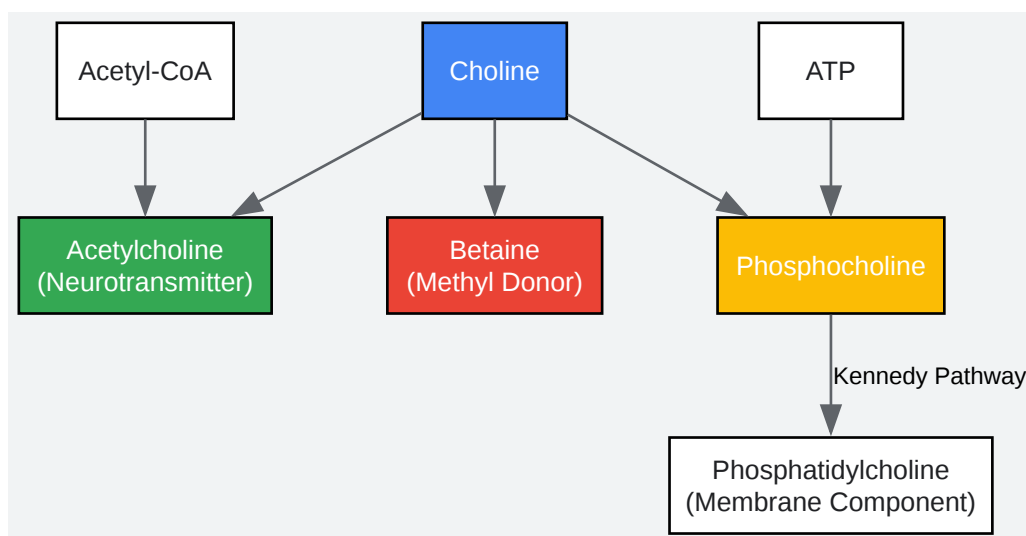 Acetyl-CoA
Choline
ATP
Acetylcholine
(Neurotransmitter)
Betaine
(Methyl Donor)
Phosphocholine
Kennedy Pathway
Phosphatidylcholine
(Membrane Component)